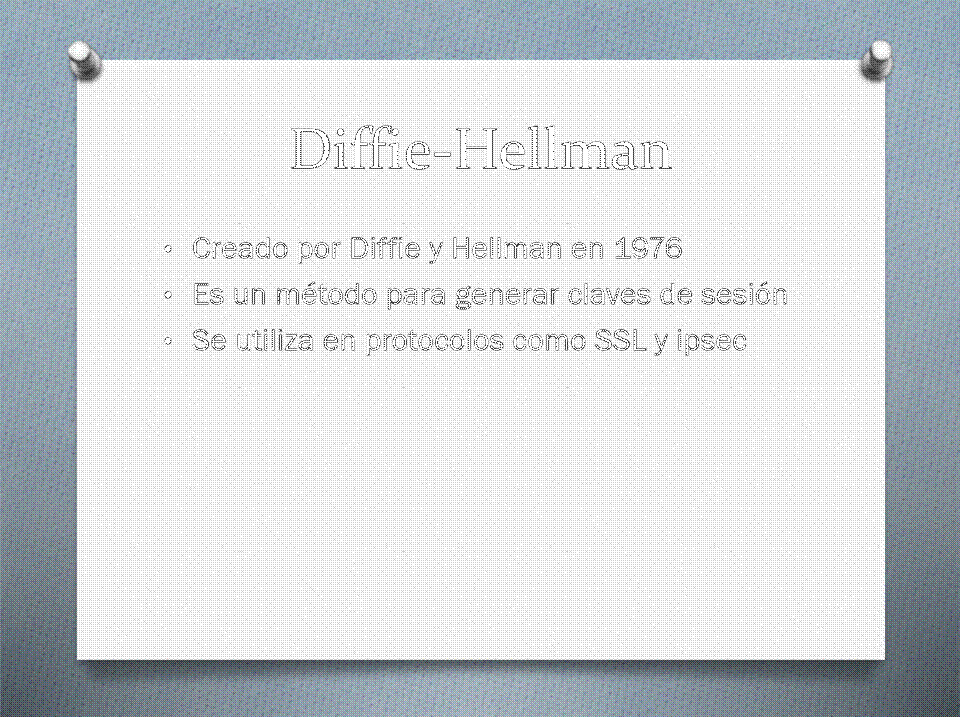 Diffie-Hellman
• Creado por Diffie y Hellman en 1976
• Es un método para generar claves de sesión
• Se utiliza en protocolos como SSL y ipsec